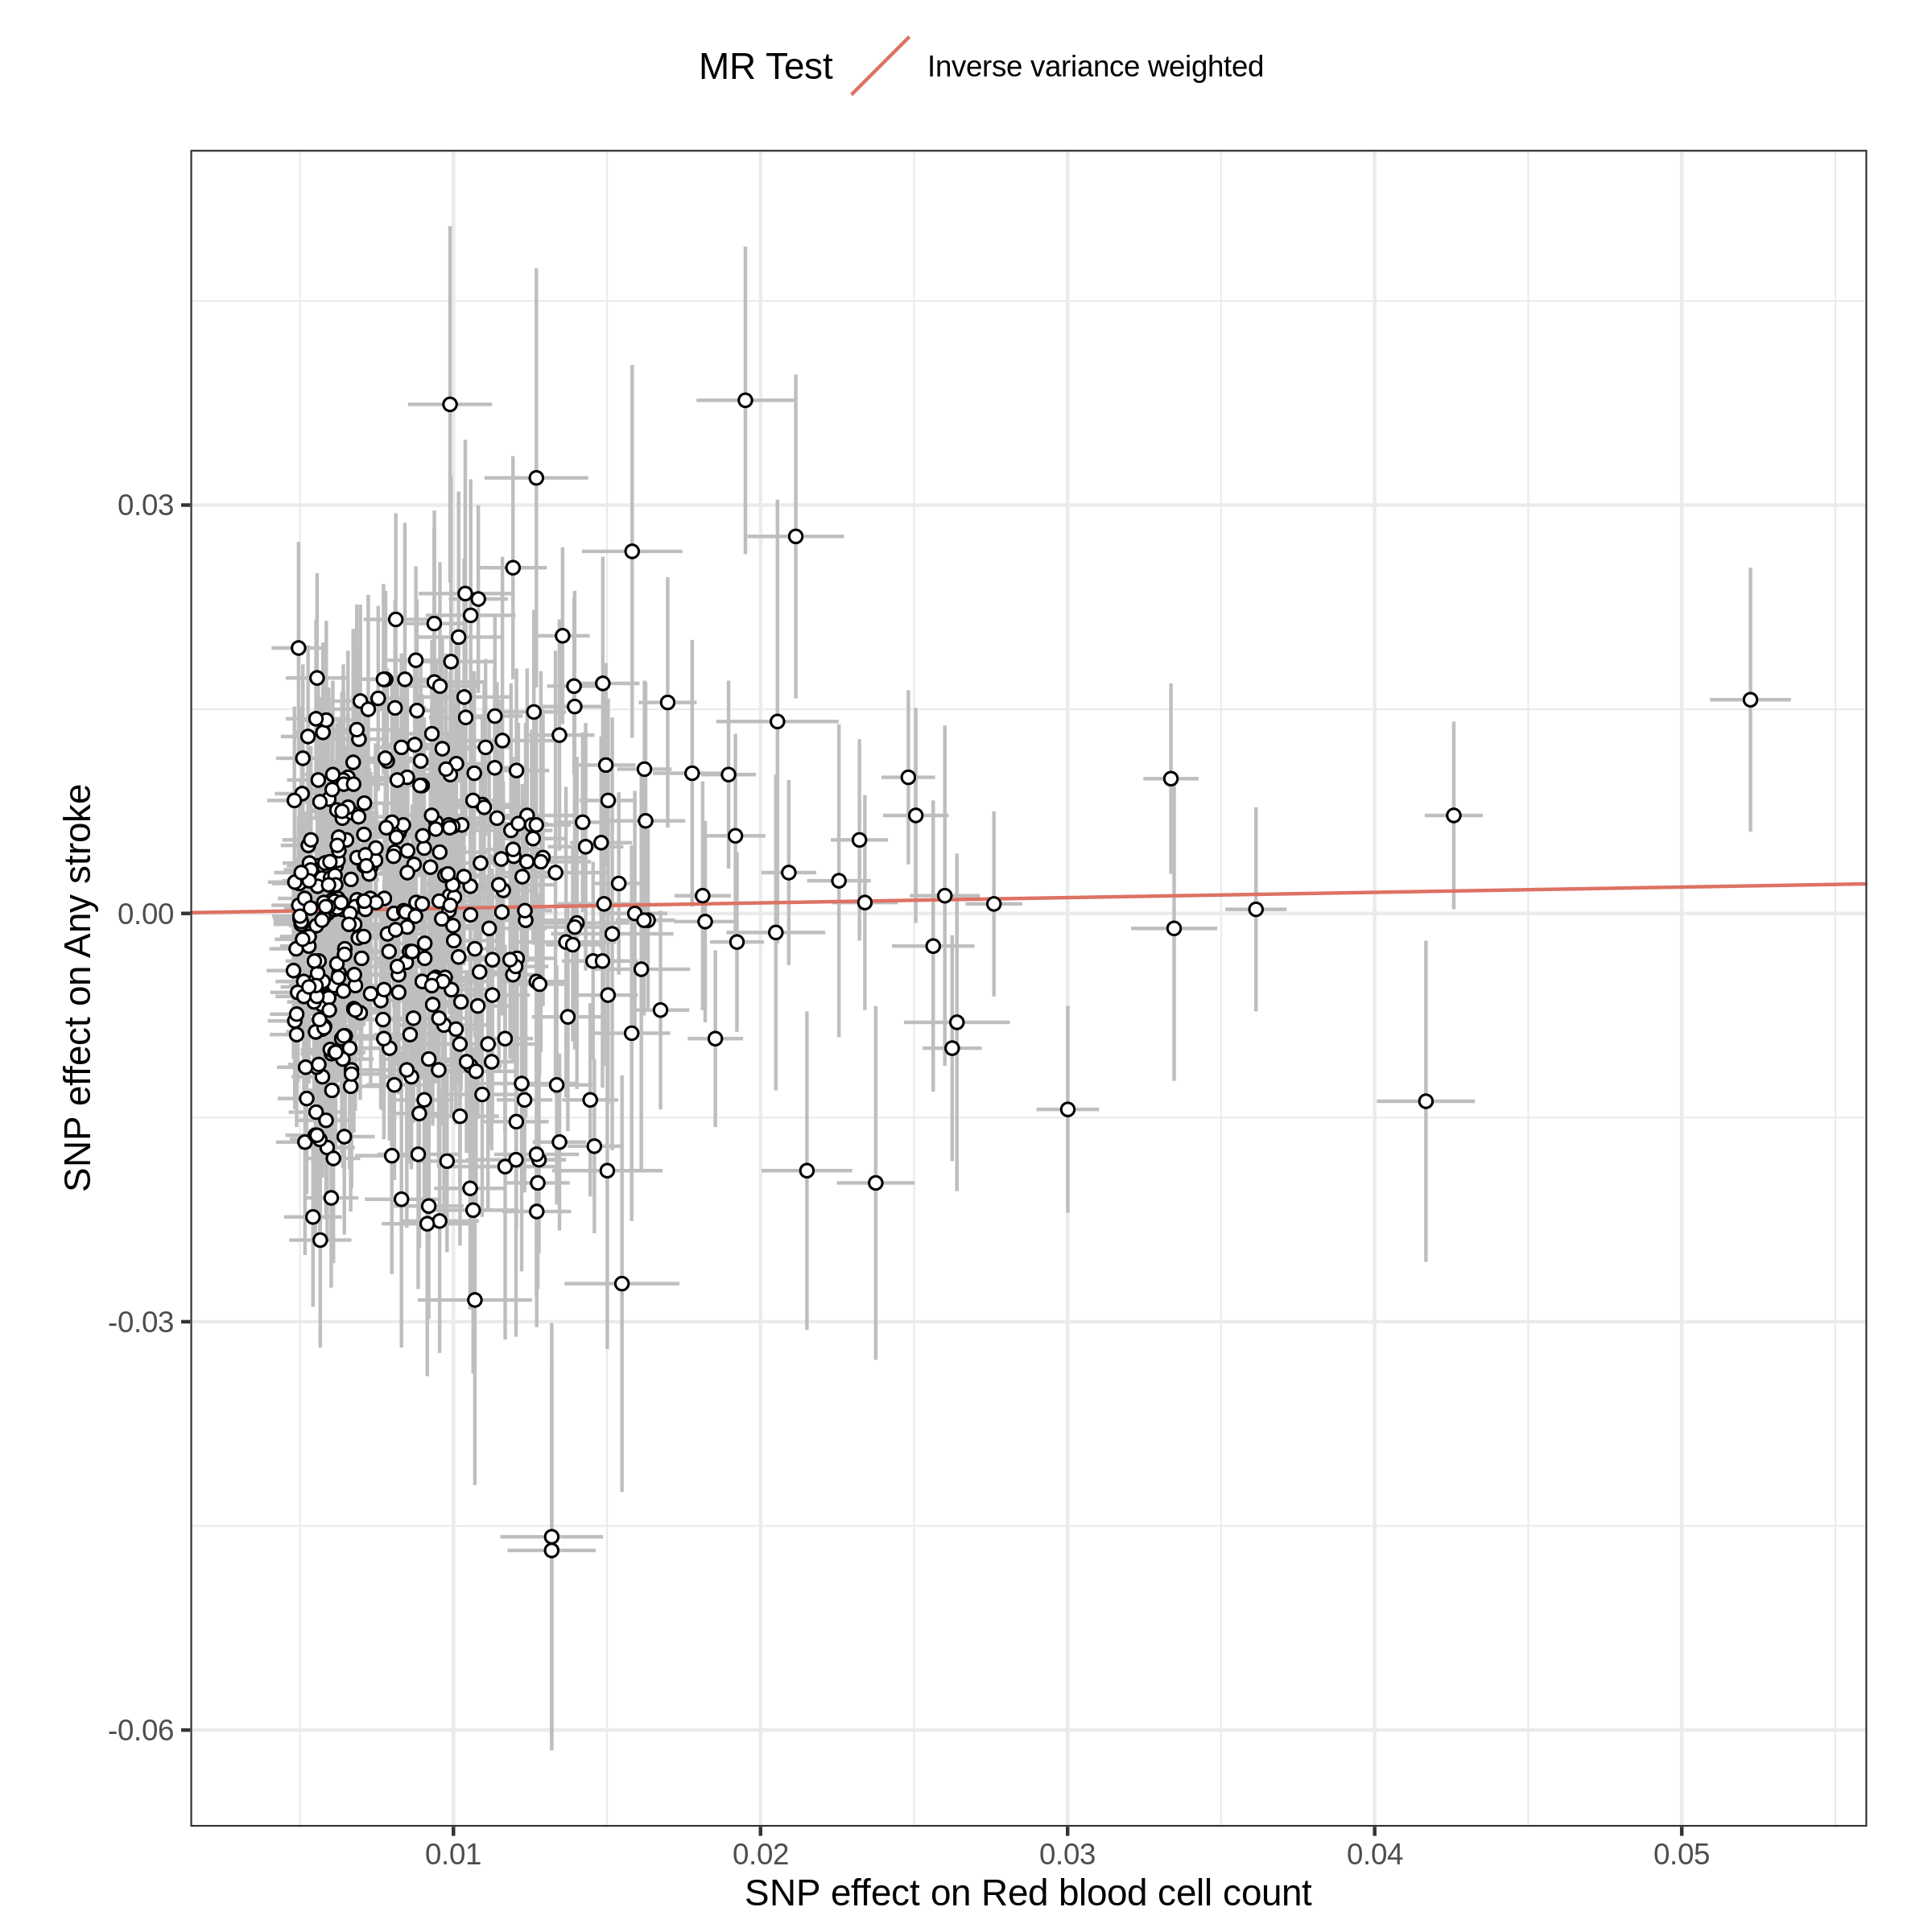 MR Test
Inverse variance weighted
SNP effect on Any stroke
0.03
0.00
-0.03
-0.06
0.01
0.02
0.03
0.04
0.05
SNP effect on Red blood cell count